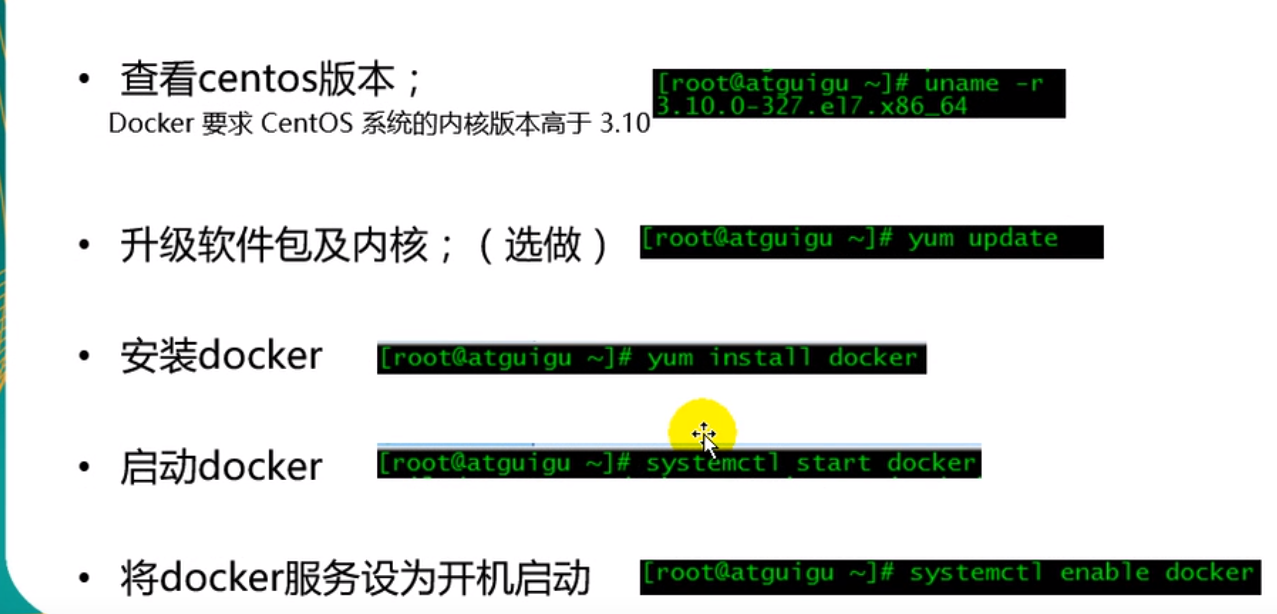 • 查看centos版本；
[root@atguigu ~]# uname -r
3.10.0-327.el7.x86_64
Docker 要求 CentOS 系统的内核版本高于 3.10
• 升级软件包及内核；（选做）
[root@atguigu ~]# yum update
• 安装docker
[root@atguigu ~]# yum install docker
• 启动docker
[root@atguigu ~]# systemctl start docker
• 将docker服务设为开机启动
[root@atguigu ~]# systemctl enable docker